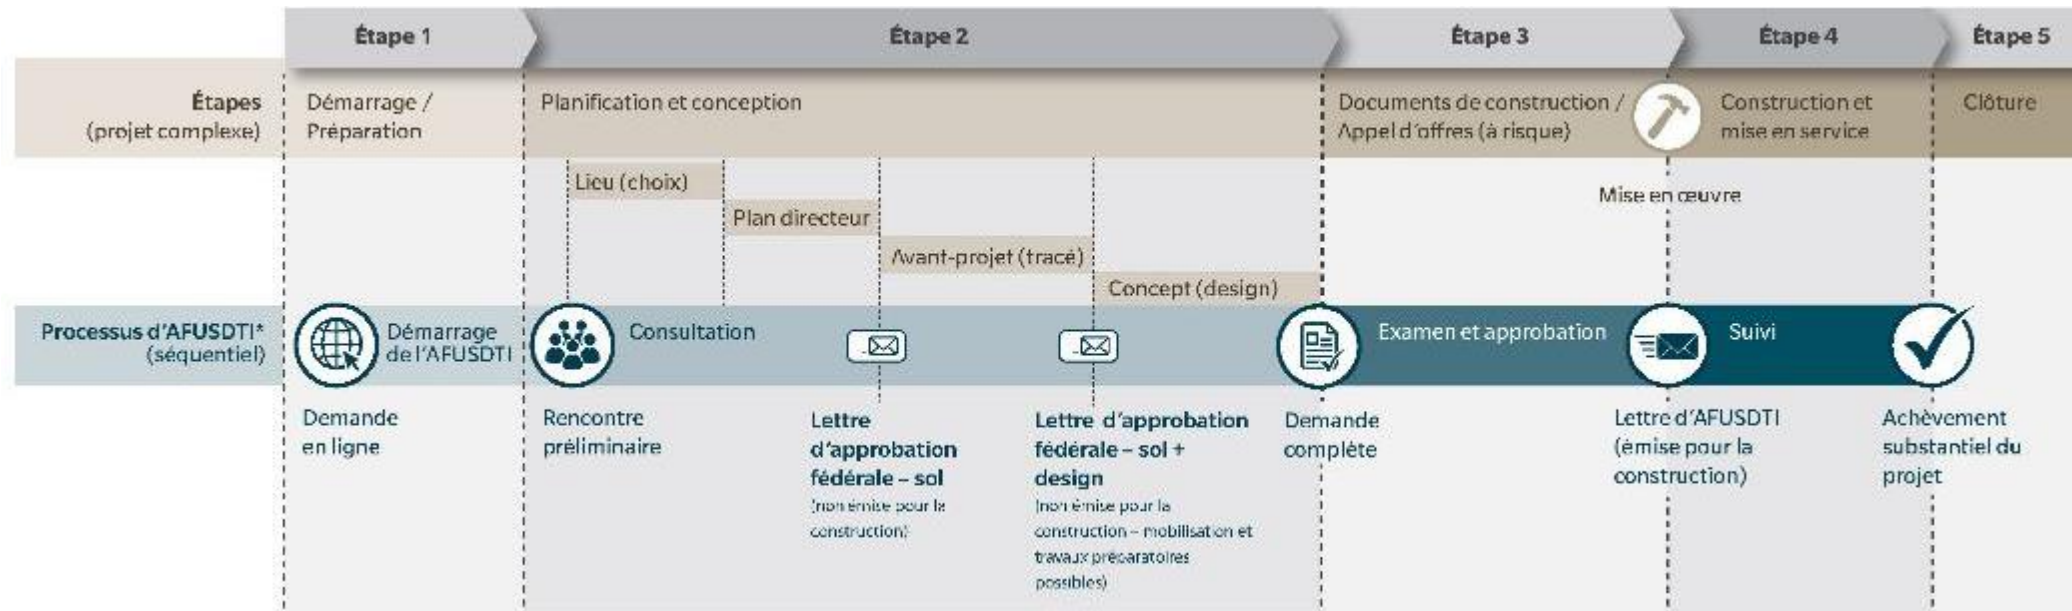 Étape 1
Étape 2
Étape 3
Étape 4
Étape 5
Étapes
(projet complexe)
Démarrage /
Préparation
Planification et conception
Documents de construction /
Appel d'offres (à risque)
Construction et
mise en service
Clôture
Mise en œuvre
Lieu (choix)
Plan directeur
Avant-projet (tracé)
Concept (design)
Processus d'AFUSDTI*
(séquentiel)
Démarrage
de l'AFUSDTI
Consultation
Examen et approbation
Suivi
Demande
en ligne
Rencontre
préliminaire
Lettre
d'approbation
fédérale – sol
(non émise pour la
construction)
Lettre d'approbation
fédérale – sol +
design
(non émise pour la
construction – mobilisation et
travaux préparatoires
possibles)
Demande
complète
Lettre d'AFUSDTI
(émise pour la
construction)
Achèvement
substantiel du
projet